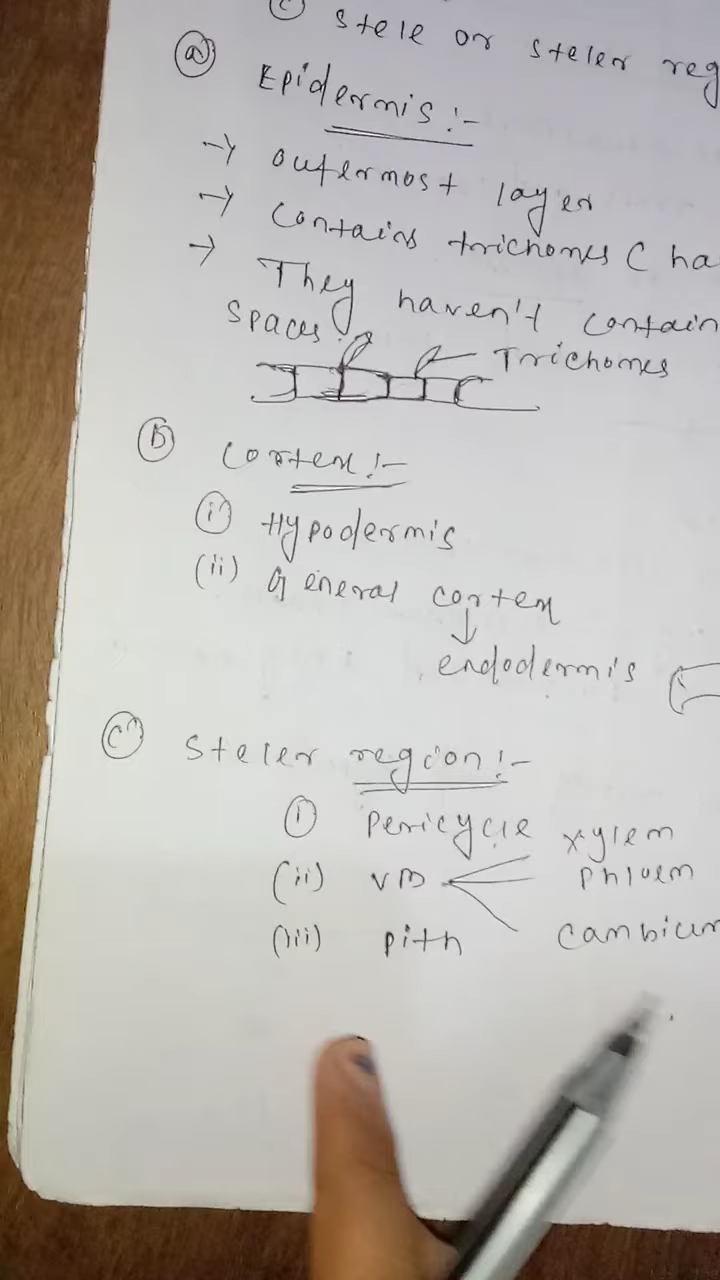 (c) Stele or steler reg
(a) Epidermis :-
→ outermost layer
→ contains trichomes ( ha
→ They haven't contain
spaces.
Trichomes
(b) Cortex :-
(i) Hypodermis
(ii) General cortex
↓
endodermis
(c) Steler region :-
(i) Pericycle
xylem
(ii) VB
Phloem
(iii) pith
Cambium